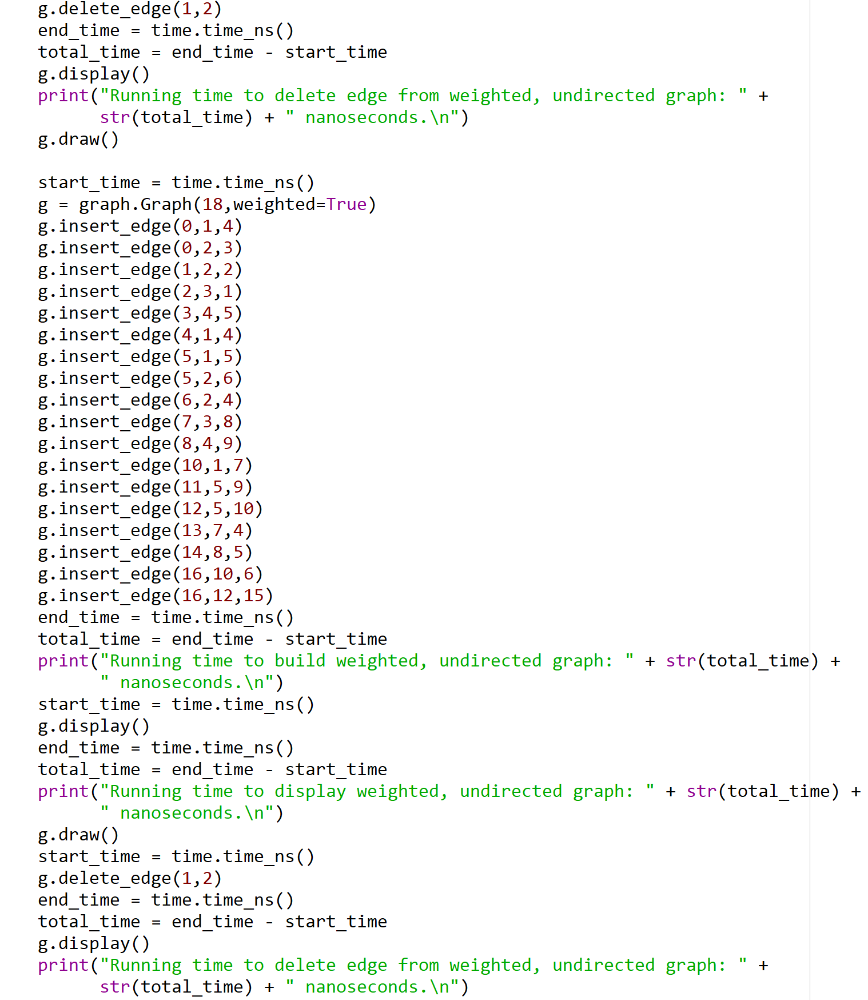 g.delete_edge(1,2)
end_time = time.time_ns()
total_time = end_time - start_time
g.display()
print("Running time to delete edge from weighted, undirected graph: " +
      str(total_time) + " nanoseconds.\n")
g.draw()

start_time = time.time_ns()
g = graph.Graph(18,weighted=True)
g.insert_edge(0,1,4)
g.insert_edge(0,2,3)
g.insert_edge(1,2,2)
g.insert_edge(2,3,1)
g.insert_edge(3,4,5)
g.insert_edge(4,1,4)
g.insert_edge(5,1,5)
g.insert_edge(5,2,6)
g.insert_edge(6,2,4)
g.insert_edge(7,3,8)
g.insert_edge(8,4,9)
g.insert_edge(10,1,7)
g.insert_edge(11,5,9)
g.insert_edge(12,5,10)
g.insert_edge(13,7,4)
g.insert_edge(14,8,5)
g.insert_edge(16,10,6)
g.insert_edge(16,12,15)
end_time = time.time_ns()
total_time = end_time - start_time
print("Running time to build weighted, undirected graph: " + str(total_time) +
      " nanoseconds.\n")
start_time = time.time_ns()
g.display()
end_time = time.time_ns()
total_time = end_time - start_time
print("Running time to display weighted, undirected graph: " + str(total_time) +
      " nanoseconds.\n")
g.draw()
start_time = time.time_ns()
g.delete_edge(1,2)
end_time = time.time_ns()
total_time = end_time - start_time
g.display()
print("Running time to delete edge from weighted, undirected graph: " +
      str(total_time) + " nanoseconds.\n")